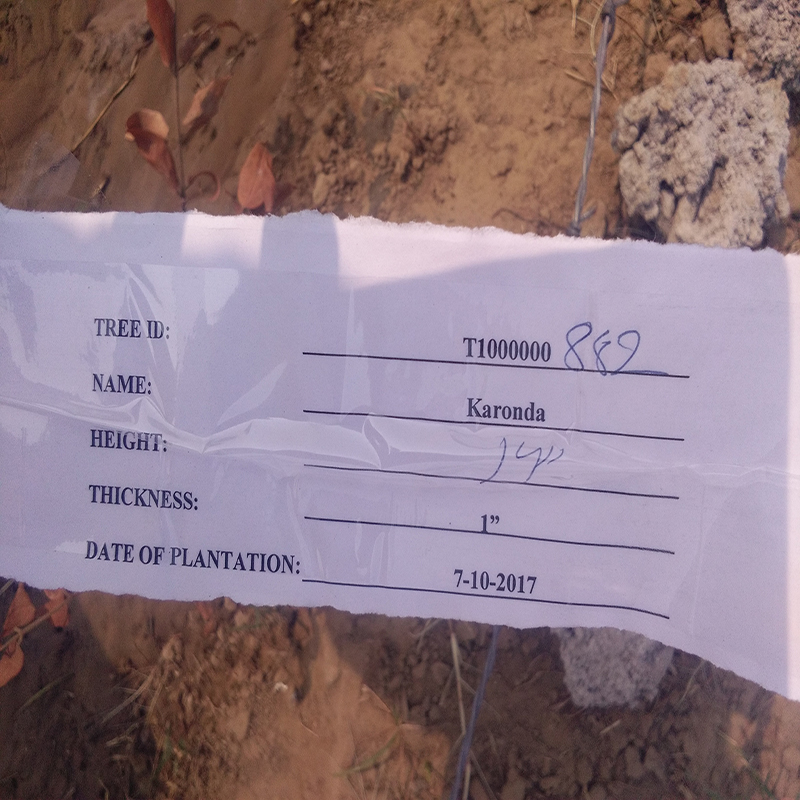 TREE ID: T1000000 882
NAME: Karonda
HEIGHT:
THICKNESS: 1"
DATE OF PLANTATION: 7-10-2017